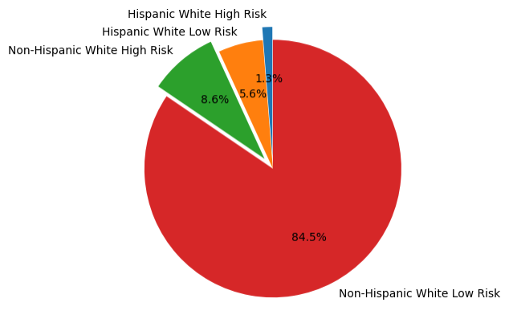 Hispanic White High Risk
Hispanic White Low Risk
Non-Hispanic White High Risk
1.3%
5.6%
8.6%
84.5%
Non-Hispanic White Low Risk